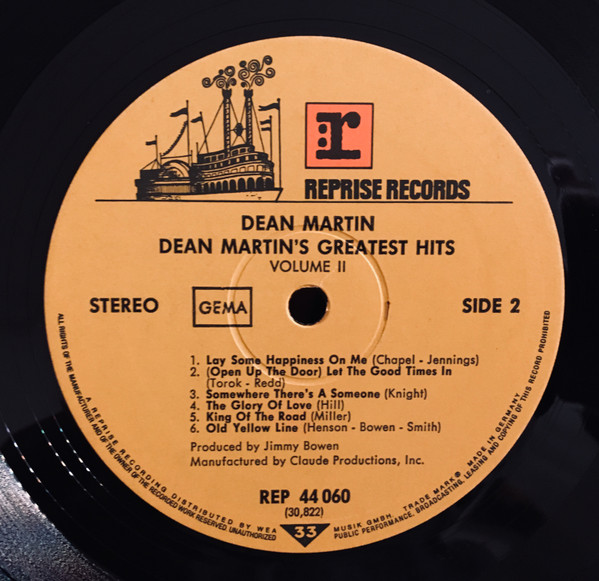 r
REPRISE RECORDS
DEAN MARTIN
DEAN MARTIN'S GREATEST HITS
VOLUME II
STEREO
GEMA
SIDE 2
1. Lay Some Happiness On Me (Chapel - Jennings)
2. (Open Up The Door) Let The Good Times In
(Torok - Redd)
3. Somewhere There's A Someone (Knight)
4. The Glory Of Love (Hill)
5. King Of The Road (Miller)
6. Old Yellow Line (Henson - Bowen - Smith)
Produced by Jimmy Bowen
Manufactured by Claude Productions, Inc.
REP 44 060
(30,822)
33
A REPRISE RECORDING DISTRIBUTED BY WEA MUSIK GMBH. TRADE MARK® MADE IN GERMANY
ALL RIGHTS OF THE MANUFACTURER AND OF THE OWNER OF THE RECORDED WORK RESERVED. UNAUTHORIZED PUBLIC PERFORMANCE, BROADCASTING, LEASING AND COPYING OF THIS RECORD PROHIBITED